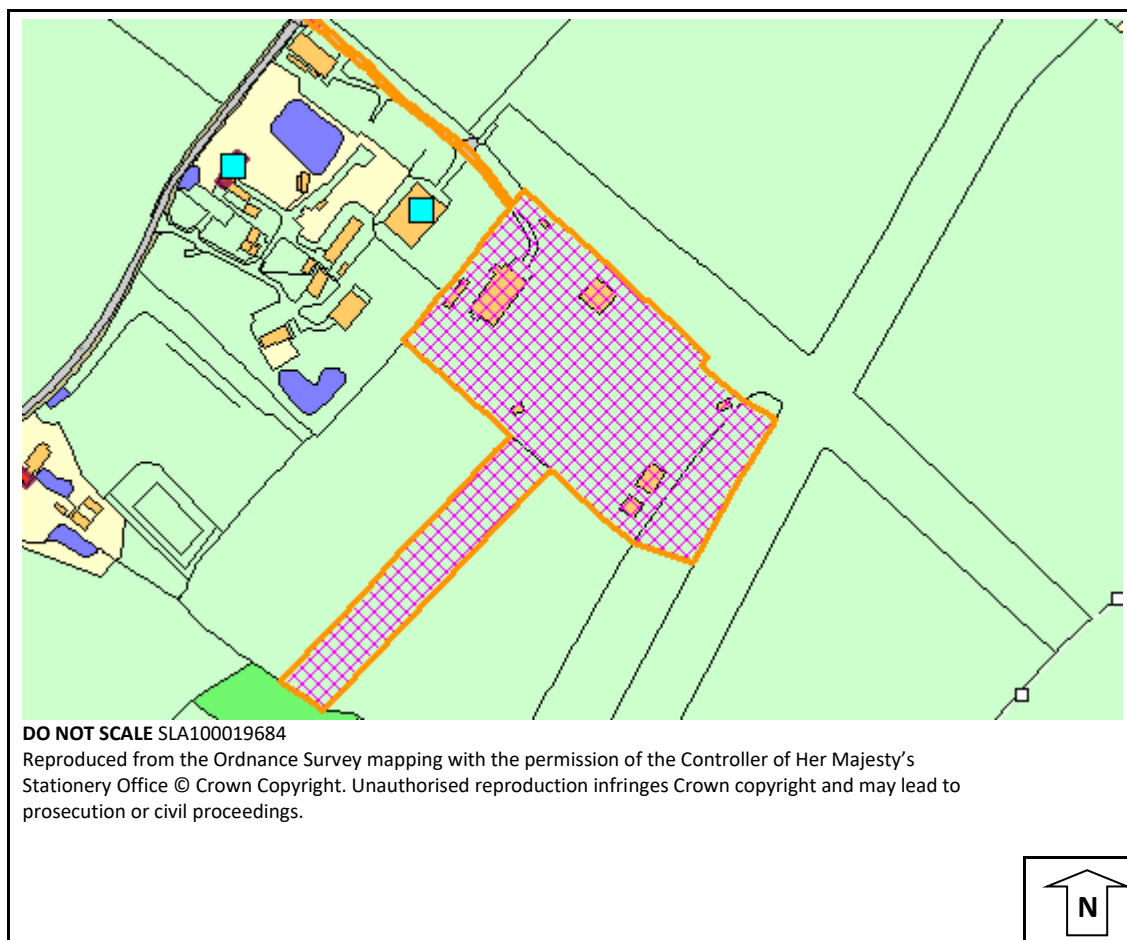 DO NOT SCALE SLA100019684
Reproduced from the Ordnance Survey mapping with the permission of the Controller of Her Majesty’s
Stationery Office © Crown Copyright. Unauthorised reproduction infringes Crown copyright and may lead to
prosecution or civil proceedings.
N